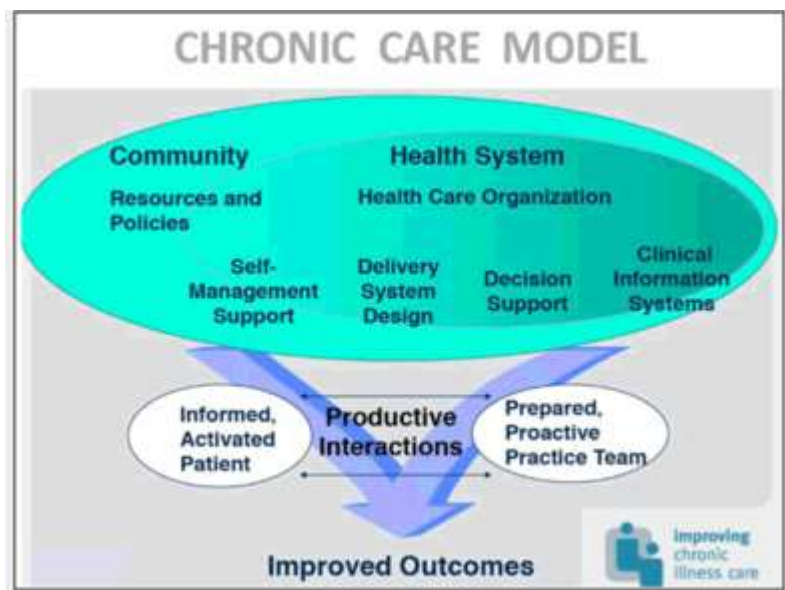 CHRONIC CARE MODEL
Community
Health System
Resources and
Policies
Health Care Organization
Self-
Management
Support
Delivery
System
Design
Decision
Support
Clinical
Information
Systems
Informed,
Activated
Patient
Productive
Interactions
Prepared,
Proactive
Practice Team
Improved Outcomes
improving
chronic
illness care